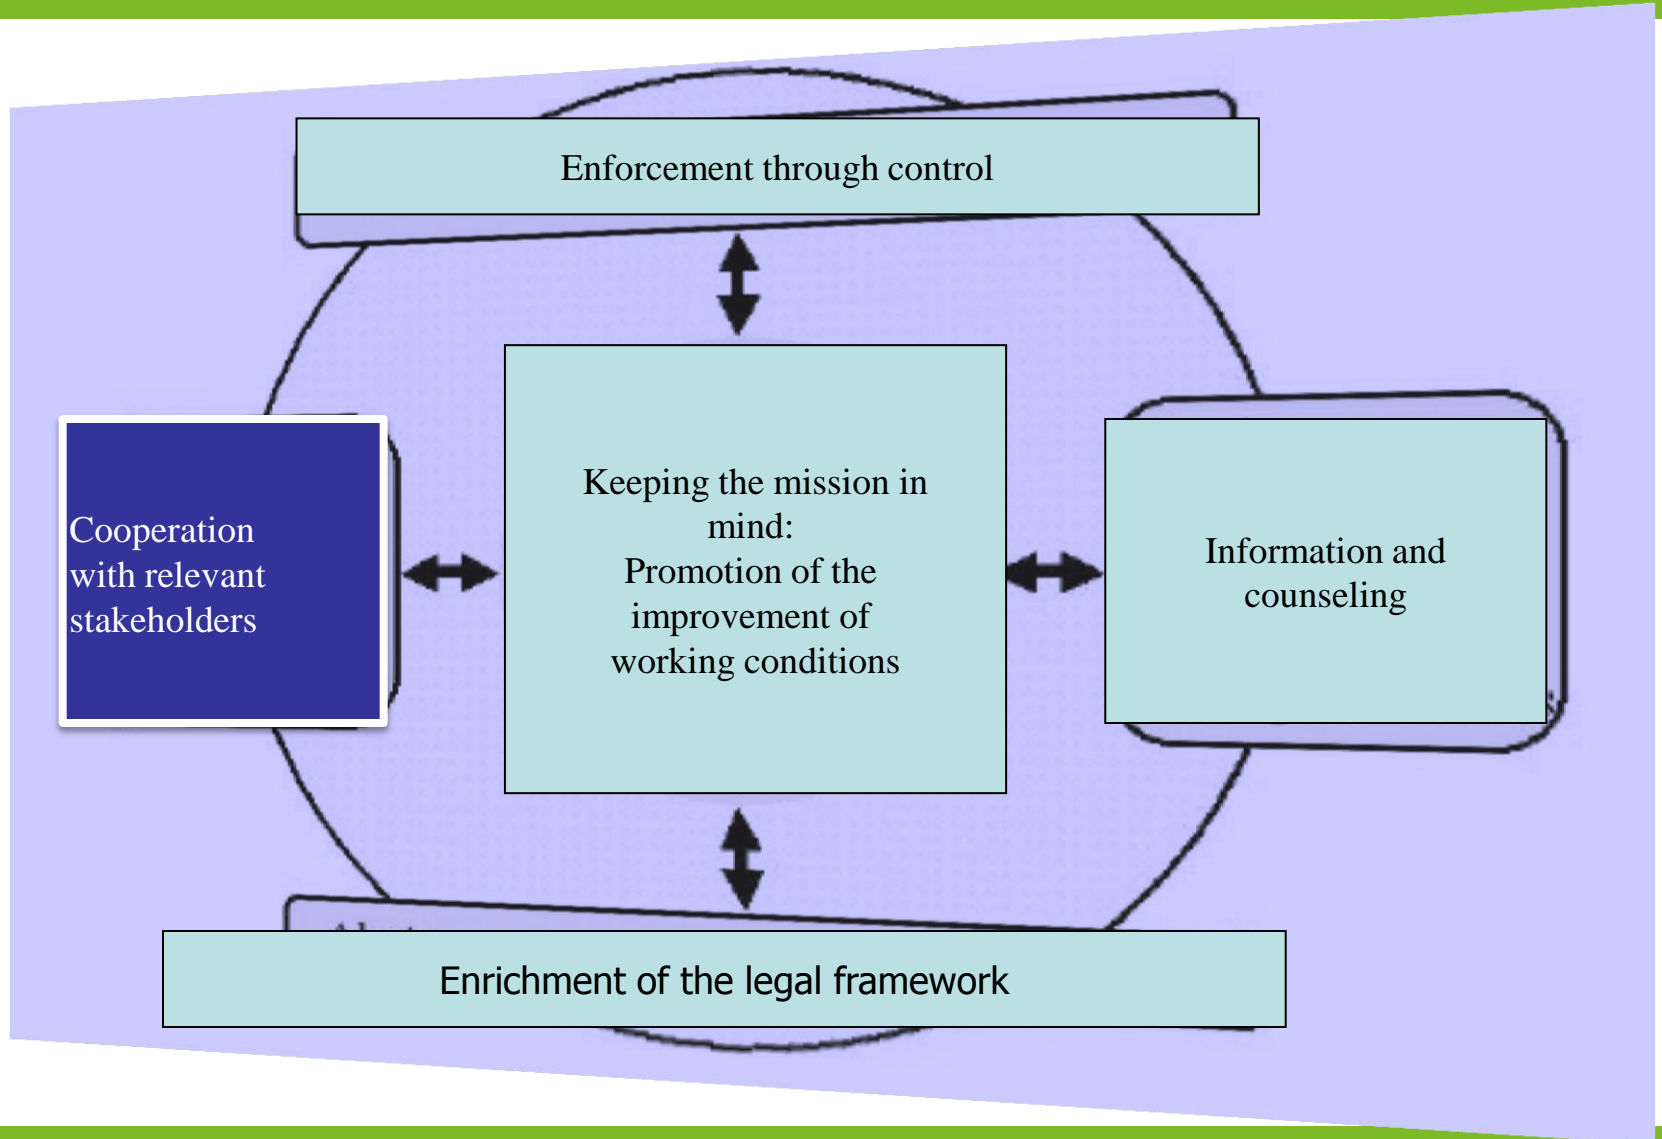 Enforcement through control
Cooperation
with relevant
stakeholders
Keeping the mission in
mind:
Promotion of the
improvement of
working conditions
Information and
counseling
Enrichment of the legal framework